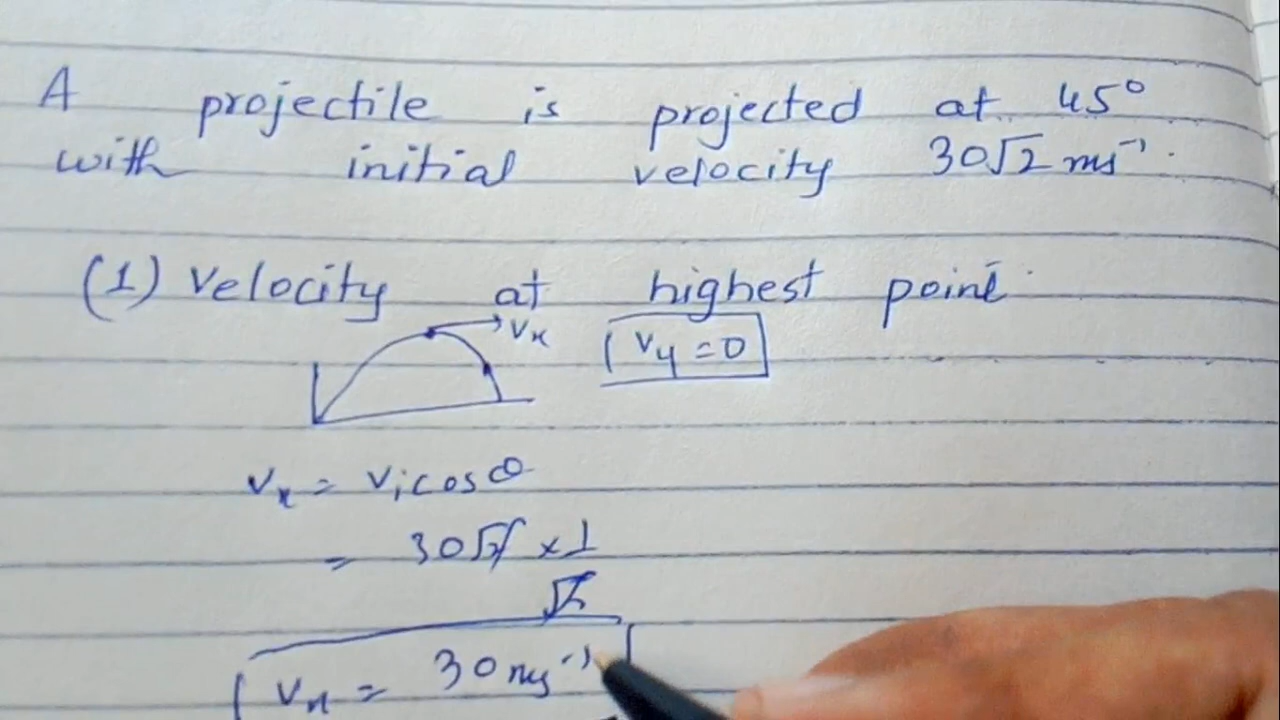 A projectile is projected at 45°
with initial velocity 30√2 ms⁻¹.
(1) Velocity at highest point.
Vx
Vy = 0
Vx = Vi cos θ
= 30√2 × 1
√2
Vx = 30 ms⁻¹